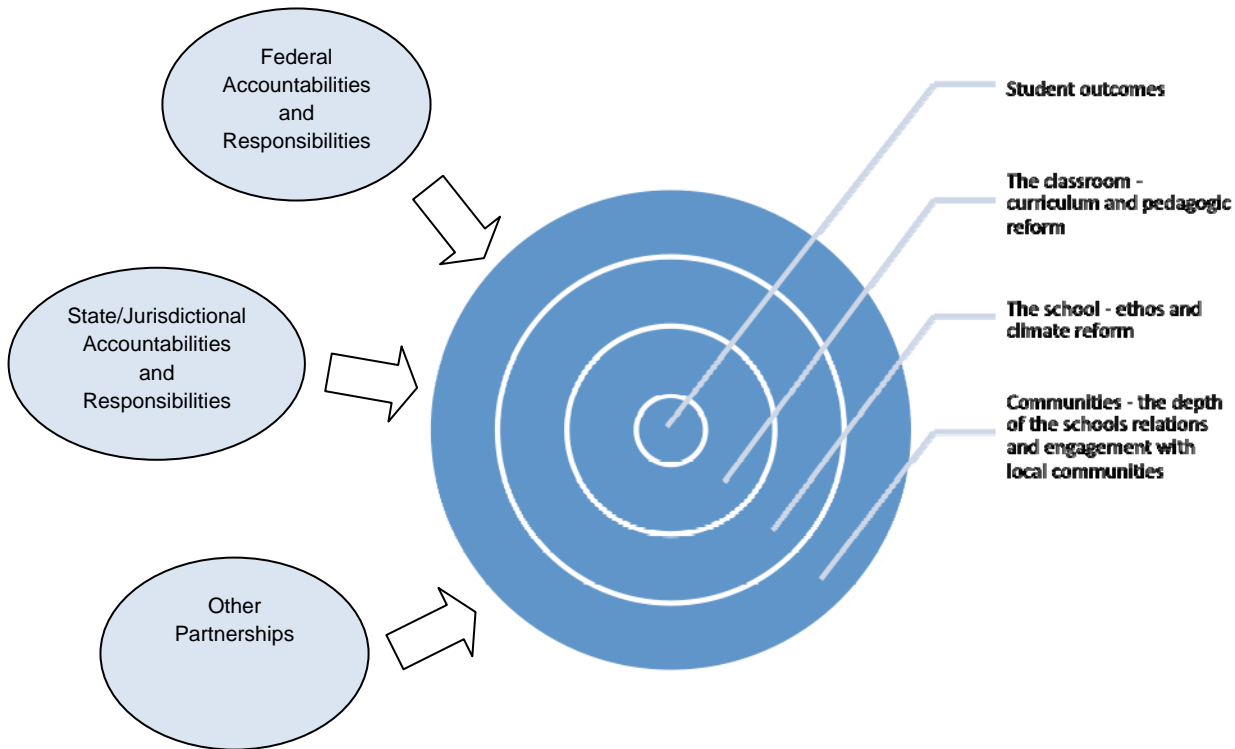 Federal
Accountabilities
and
Responsibilities
State/Jurisdictional
Accountabilities
and
Responsibilities
Other
Partnerships
Student outcomes
The classroom -
curriculum and pedagogic
reform
The school - ethos and
climate reform
Communities - the depth
of the schools relations
and engagement with
local communities